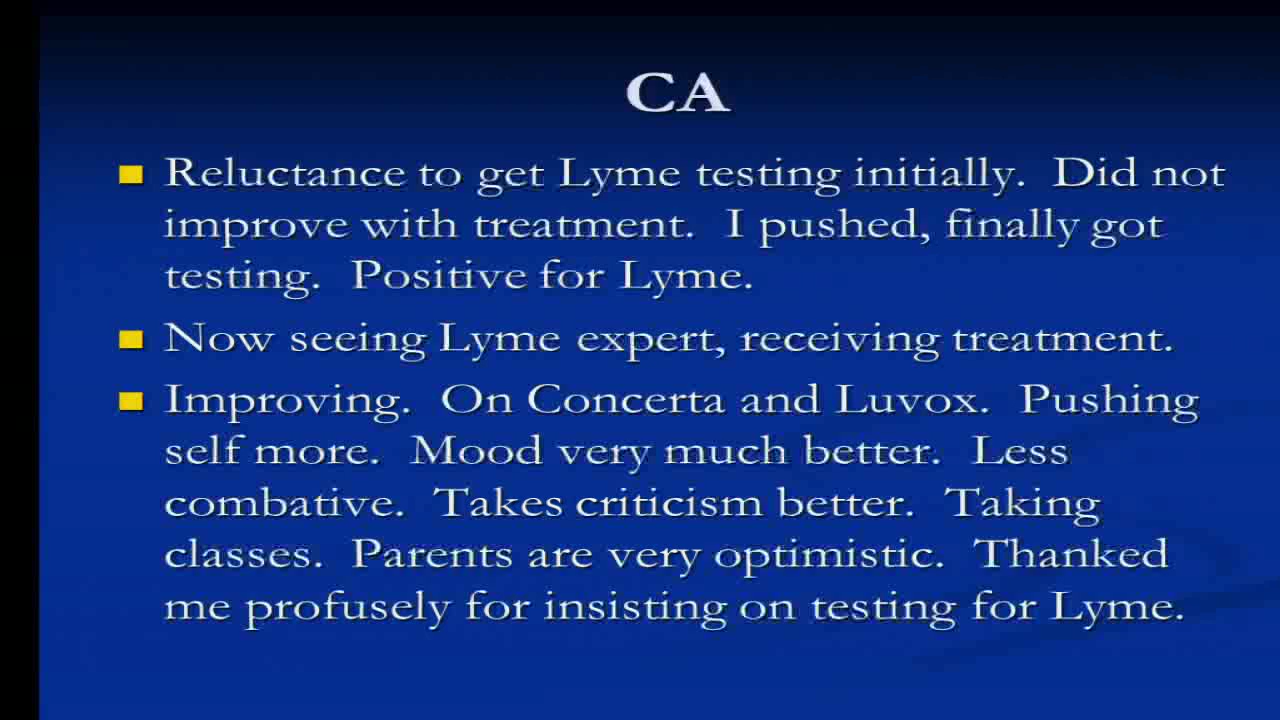 CA
Reluctance to get Lyme testing initially.  Did not
improve with treatment.  I pushed, finally got
testing.  Positive for Lyme.
Now seeing Lyme expert, receiving treatment.
Improving.  On Concerta and Luvox.  Pushing
self more.  Mood very much better.  Less
combative.  Takes criticism better.  Taking
classes.  Parents are very optimistic.  Thanked
me profusely for insisting on testing for Lyme.